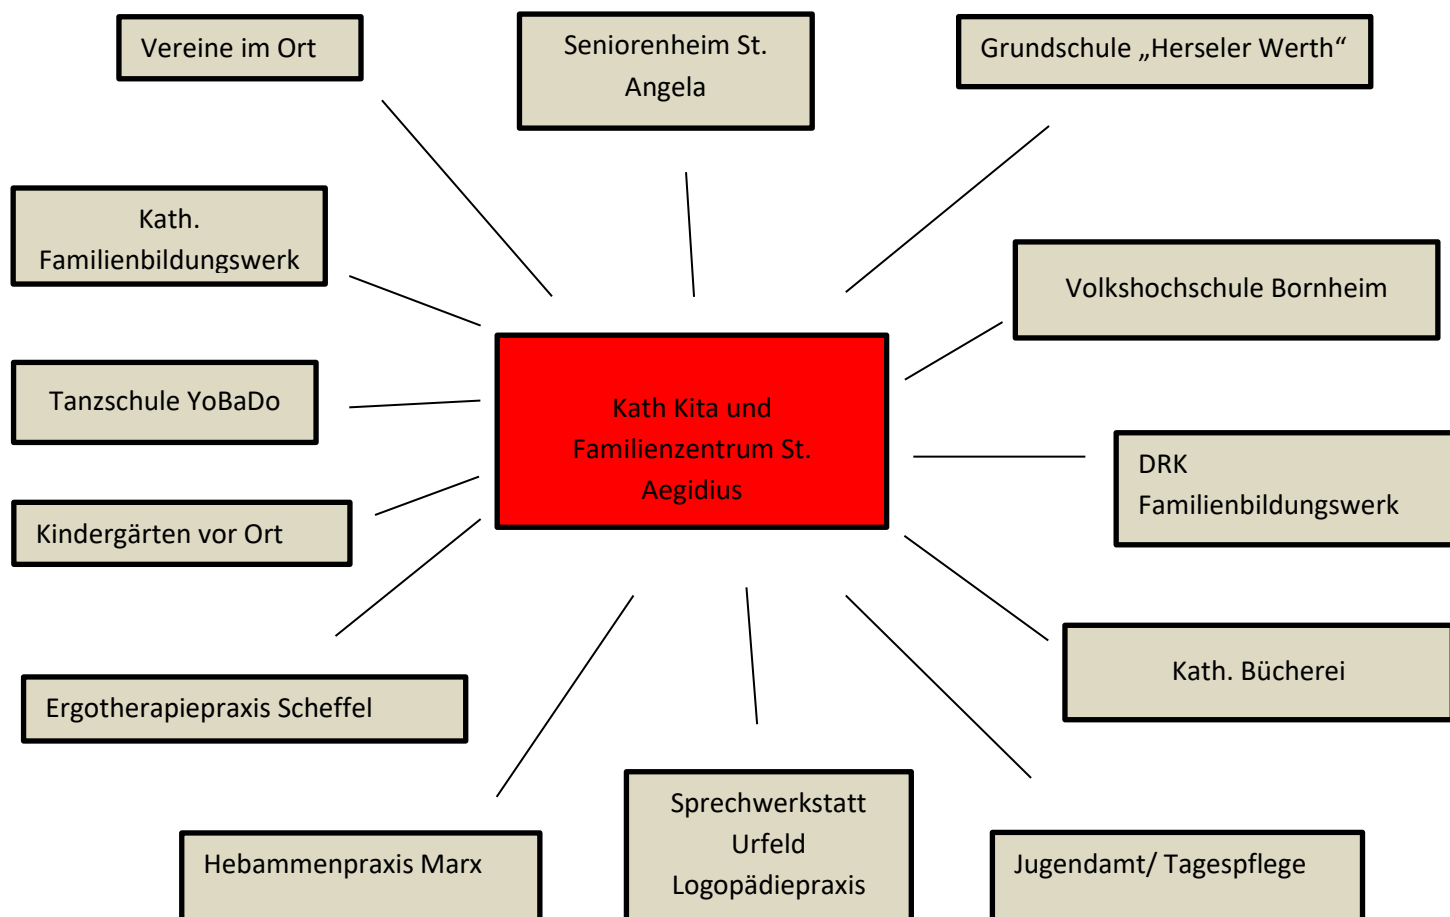 Vereine im Ort
Seniorenheim St.
Angela
Grundschule „Herseler Werth“
Kath.
Familienbildungswerk
Volkshochschule Bornheim
Tanzschule YoBaDo
Kath Kita und
Familienzentrum St.
Aegidius
DRK
Familienbildungswerk
Kindergärten vor Ort
Kath. Bücherei
Ergotherapiepraxis Scheffel
Hebammenpraxis Marx
Sprechwerkstatt
Urfeld
Logopädiepraxis
Jugendamt/ Tagespflege